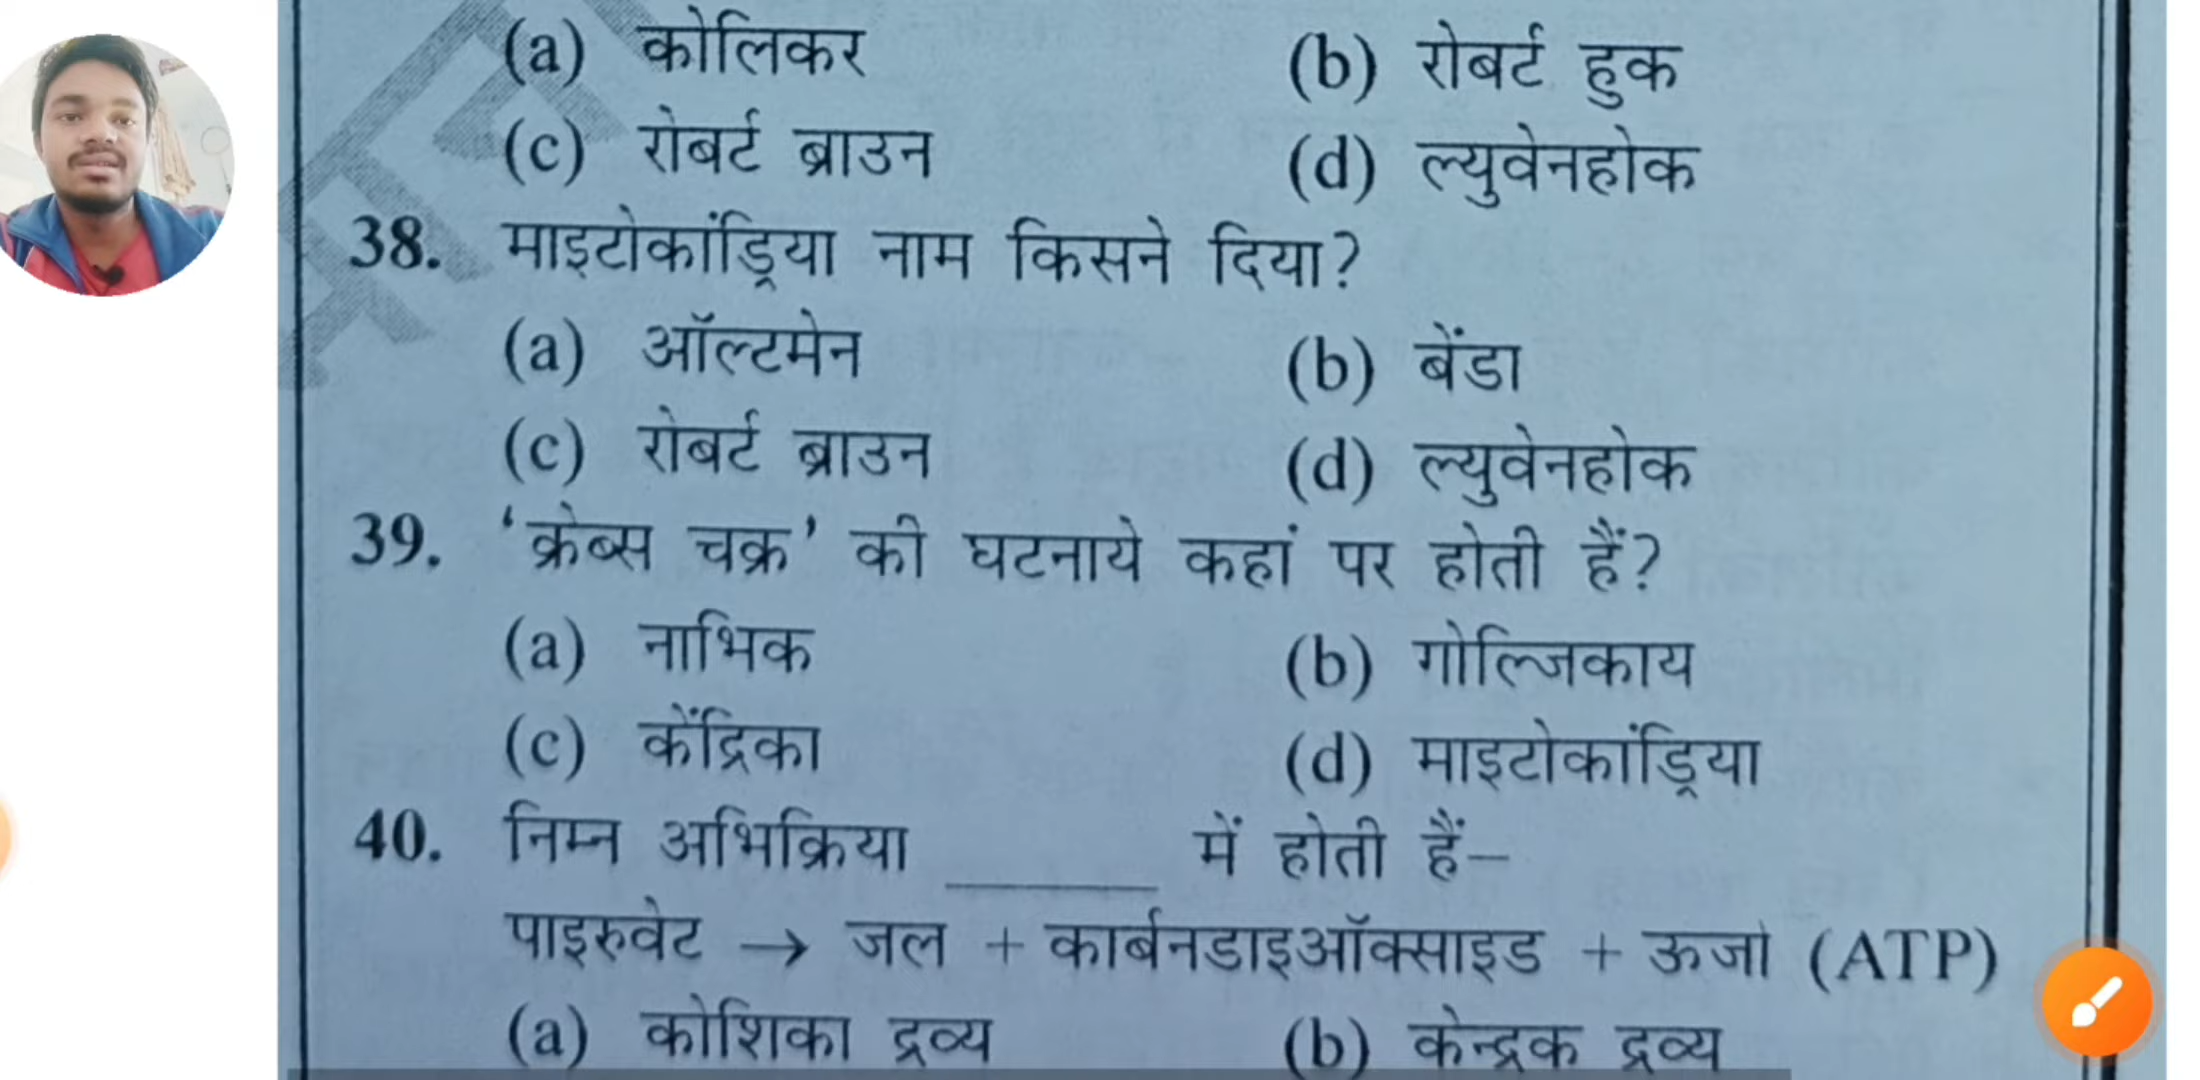 (a) कोलिकर (b) रोबर्ट हुक
(c) रोबर्ट ब्राउन (d) ल्युवेनहोक
38. माइटोकांड्रिया नाम किसने दिया?
(a) ऑल्टमेन (b) बेंडा
(c) रोबर्ट ब्राउन (d) ल्युवेनहोक
39. 'क्रेब्स चक्र' की घटनाये कहां पर होती हैं?
(a) नाभिक (b) गोल्जिकाय
(c) केंद्रिका (d) माइटोकांड्रिया
40. निम्न अभिक्रिया ______ में होती हैं–
पाइरुवेट → जल + कार्बनडाइऑक्साइड + ऊर्जा (ATP)
(a) कोशिका द्रव्य (b) केन्द्रक द्रव्य